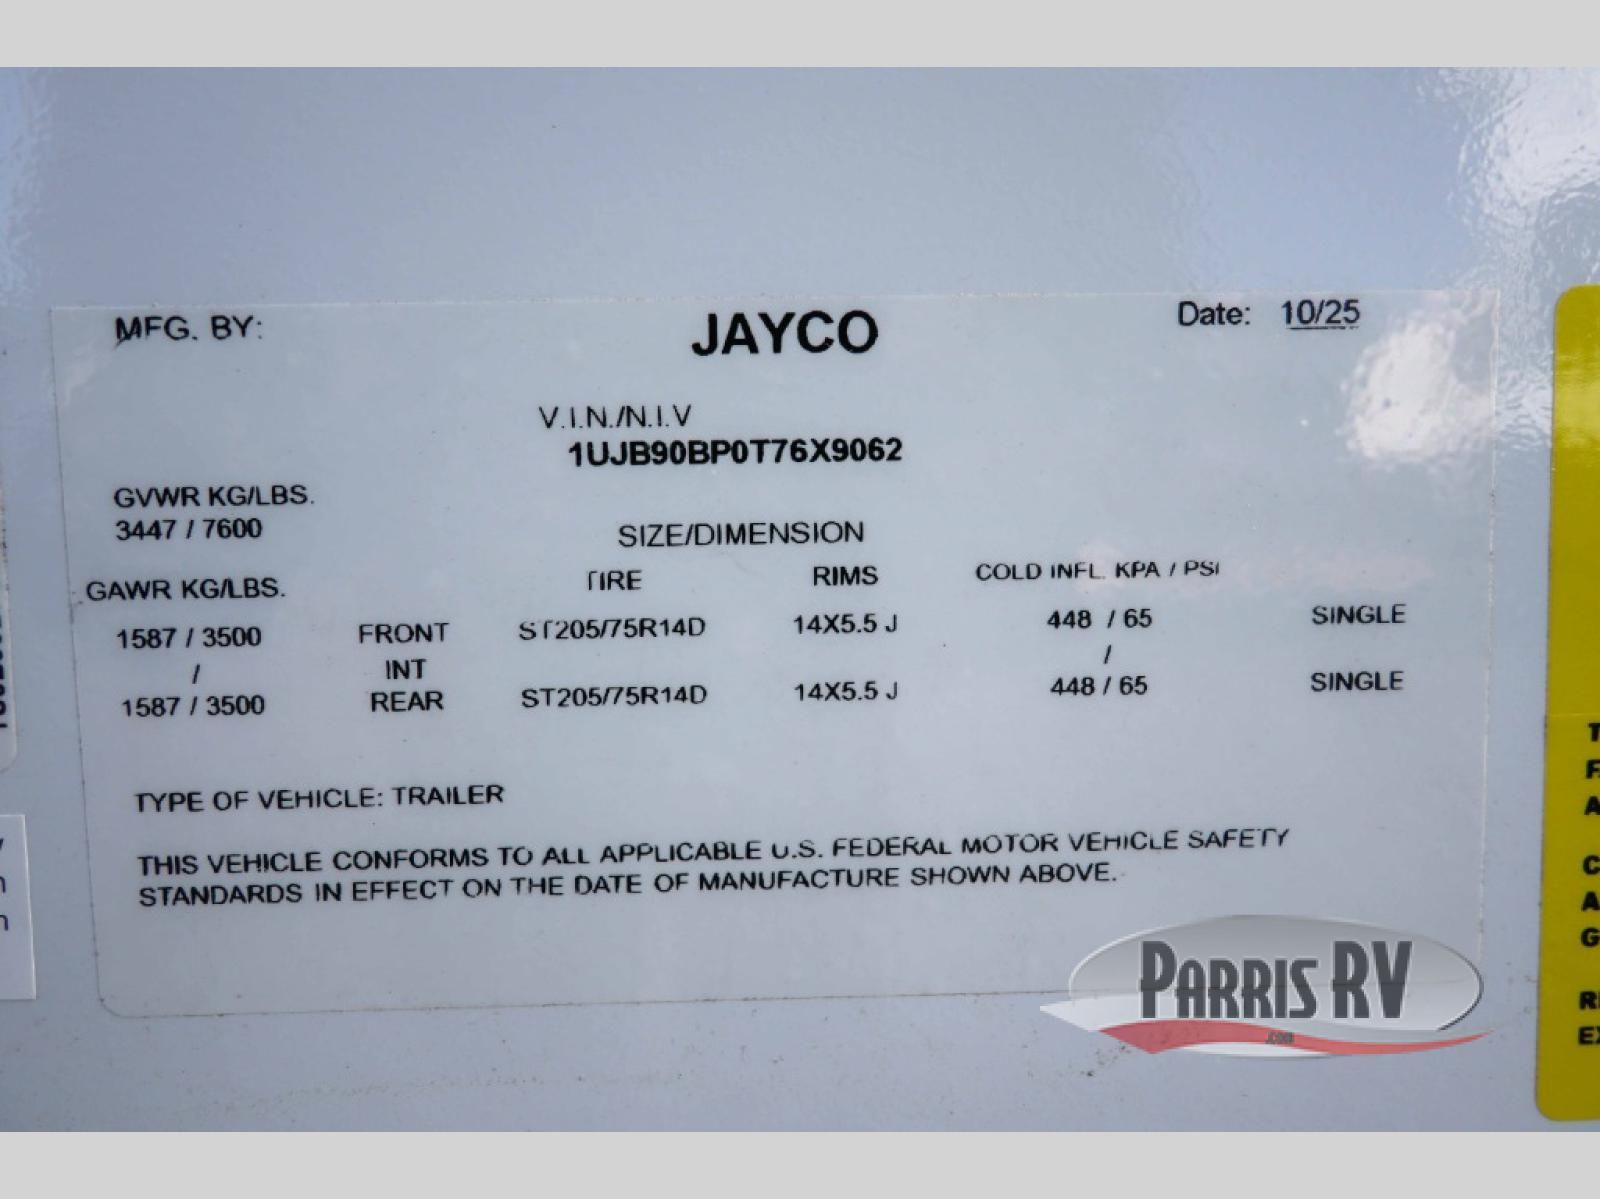 MFG. BY: JAYCO Date: 10/25
V.I.N./N.I.V
1UJB90BP0T76X9062
GVWR KG/LBS.
3447 / 7600
SIZE/DIMENSION
GAWR KG/LBS. TIRE RIMS COLD INFL. KPA / PSI
1587 / 3500 FRONT ST205/75R14D 14X5.5 J 448 / 65 SINGLE
/ INT /
1587 / 3500 REAR ST205/75R14D 14X5.5 J 448 / 65 SINGLE
TYPE OF VEHICLE: TRAILER
THIS VEHICLE CONFORMS TO ALL APPLICABLE U.S. FEDERAL MOTOR VEHICLE SAFETY
STANDARDS IN EFFECT ON THE DATE OF MANUFACTURE SHOWN ABOVE.
PARRIS RV
.COM